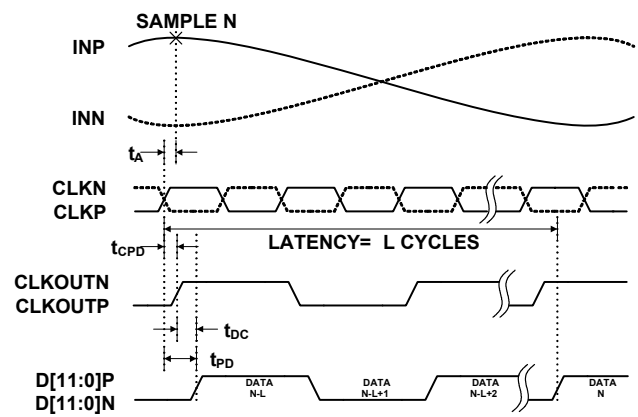 SAMPLE N
INP
INN
tA
CLKN
CLKP
LATENCY= L CYCLES
tCPD
CLKOUTN
CLKOUTP
tDC
tPD
D[11:0]P
D[11:0]N
DATA
N-L
DATA
N-L+1
DATA
N-L+2
DATA
N